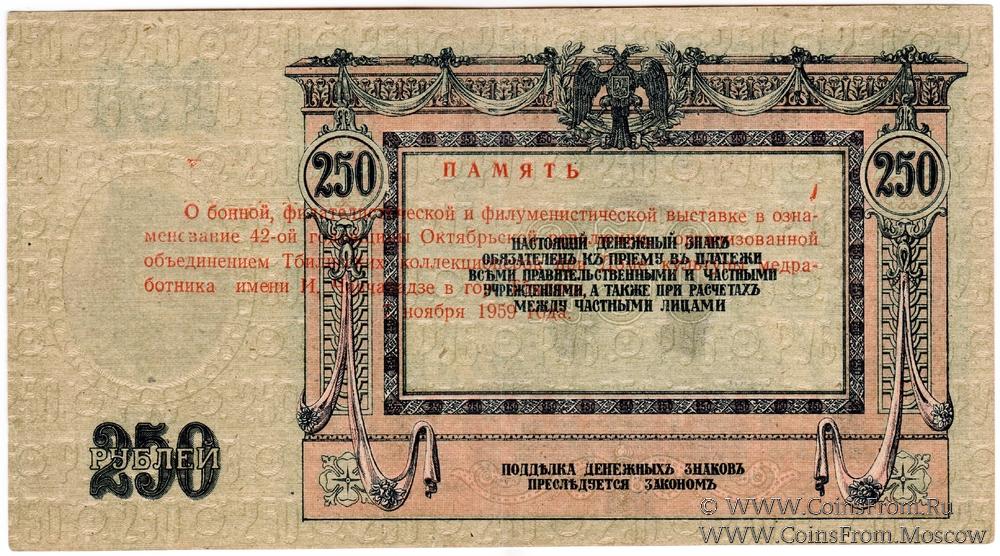 250
250
ПАМЯТЬ
О бонной, филателистической и филуменистической выставке в озна-
менование 42-ой годовщины Октябрьской организованной
объединением Тбилисских медра-
ботника имени И. в
ноября 1959 года.
НАСТОЯЩІЙ ДЕНЕЖНЫЙ ЗНАКЪ
ОБЯЗАТЕЛЕНЪ КЪ ПРІЕМУ ВЪ ПЛАТЕЖИ
ВСѢМИ ПРАВИТЕЛЬСТВЕННЫМИ И ЧАСТНЫМИ
УЧРЕЖДЕНІЯМИ, А ТАКЖЕ ПРИ РАСЧЕТАХЪ
МЕЖДУ ЧАСТНЫМИ ЛИЦАМИ
250
РУБЛЕЙ
ПОДДѢЛКА ДЕНЕЖНЫХЪ ЗНАКОВЪ
ПРЕСЛѢДУЕТСЯ ЗАКОНОМЪ
© WWW.CoinsFrom.Ru
WWW.CoinsFrom.Moscow